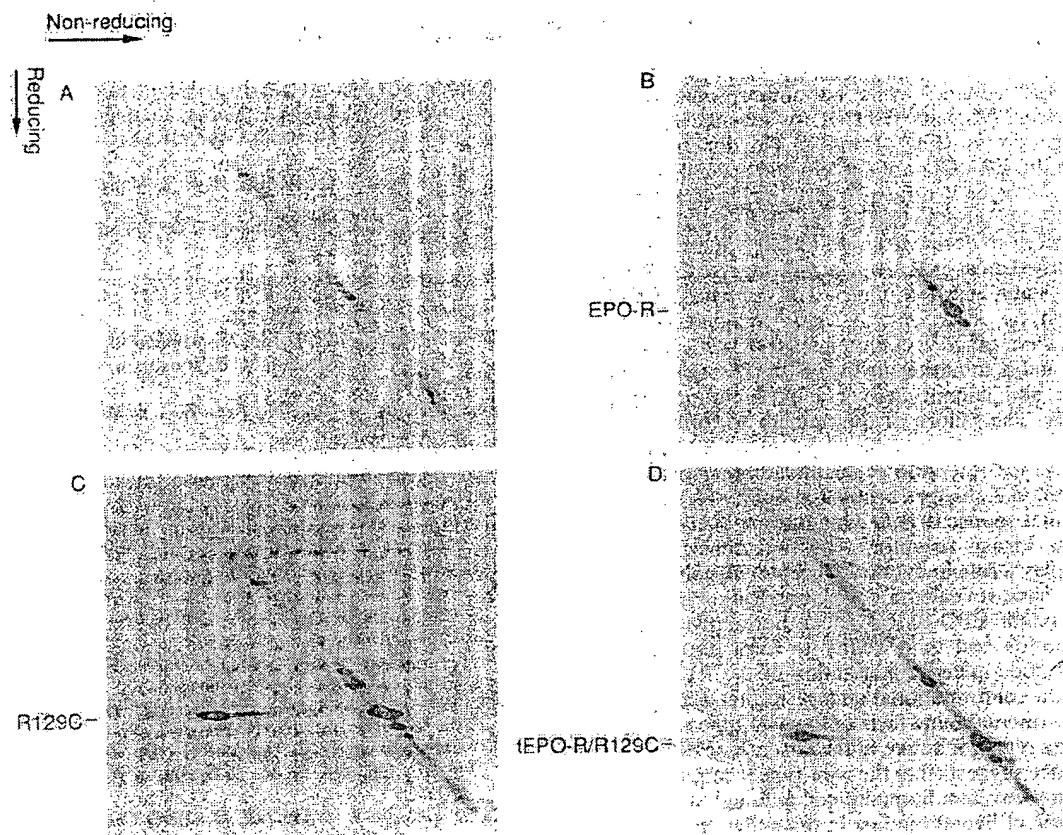 Non-reducing
Reducing
A
B
EPO-R
C
D
R129C
tEPO-R/R129C